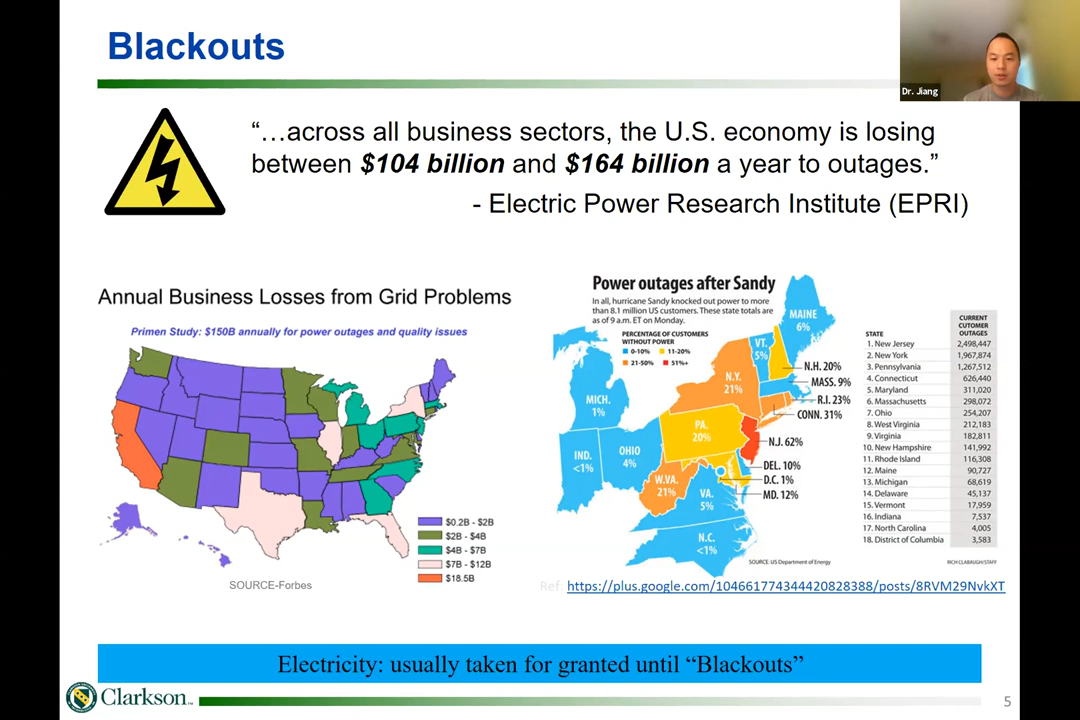 Blackouts
Dr. Jiang
“…across all business sectors, the U.S. economy is losing
between $104 billion and $164 billion a year to outages.”
- Electric Power Research Institute (EPRI)
Annual Business Losses from Grid Problems
Primen Study: $150B annually for power outages and quality issues
$0.2B - $2B
$2B - $4B
$4B - $7B
$7B - $12B
$18.5B
SOURCE-Forbes
Power outages after Sandy
In all, hurricane Sandy knocked out power to more
than 8.1 million US customers. These state totals are
as of 9 a.m. ET on Monday.
PERCENTAGE OF CUSTOMERS
WITHOUT POWER
0-10% 11-20%
21-50% 51%+
MAINE
6%
VT.
5%
N.H. 20%
MASS. 9%
R.I. 23%
CONN. 31%
N.Y.
21%
MICH.
1%
PA.
20%
N.J. 62%
OHIO
4%
IND.
<1%
DEL. 10%
D.C. 1%
MD. 12%
W.VA.
21%
VA.
5%
N.C.
<1%
SOURCE: US Department of Energy
CURRENT
CUTOMER
OUTAGES
STATE
1. New Jersey 2,498,447
2. New York 1,967,874
3. Pennsylvania 1,267,512
4. Connecticut 626,440
5. Maryland 311,020
6. Massachusetts 298,072
7. Ohio 254,207
8. West Virginia 212,183
9. Virginia 182,811
10. New Hampshire 141,992
11. Rhode Island 116,308
12. Maine 90,727
13. Michigan 68,619
14. Delaware 45,137
15. Vermont 17,959
16. Indiana 7,537
17. North Carolina 4,005
18. District of Columbia 3,583
RICH CLABAUGH/STAFF
Ref: https://plus.google.com/104661774344420828388/posts/8RVM29NvkXT
Electricity: usually taken for granted until “Blackouts”
Clarkson™
5